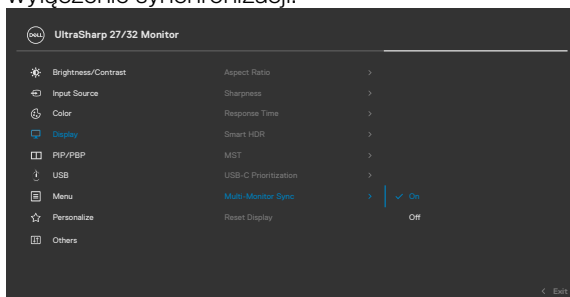 wyłączenie synchronizacji.
DELL UltraSharp 27/32 Monitor
Brightness/Contrast Aspect Ratio >
Input Source Sharpness >
Color Response Time >
Display Smart HDR >
PIP/PBP MST >
USB USB-C Prioritization >
Menu Multi-Monitor Sync > ✓ On
Personalize Reset Display Off
Others
< Exit